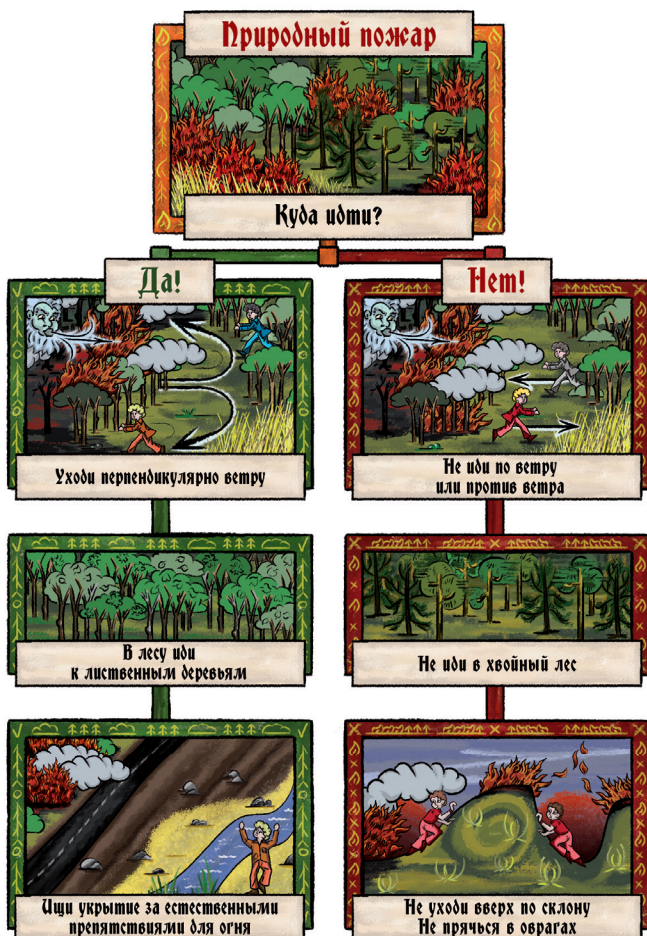 Природный пожар
Куда идти?
Да!
Нет!
Уходи перпендикулярно ветру
Не иди по ветру
или против ветра
В лесу иди
к лиственным деревьям
Не иди в хвойный лес
Ищи укрытие за естественными
препятствиями для огня
Не уходи вверх по склону
Не прячься в оврагах